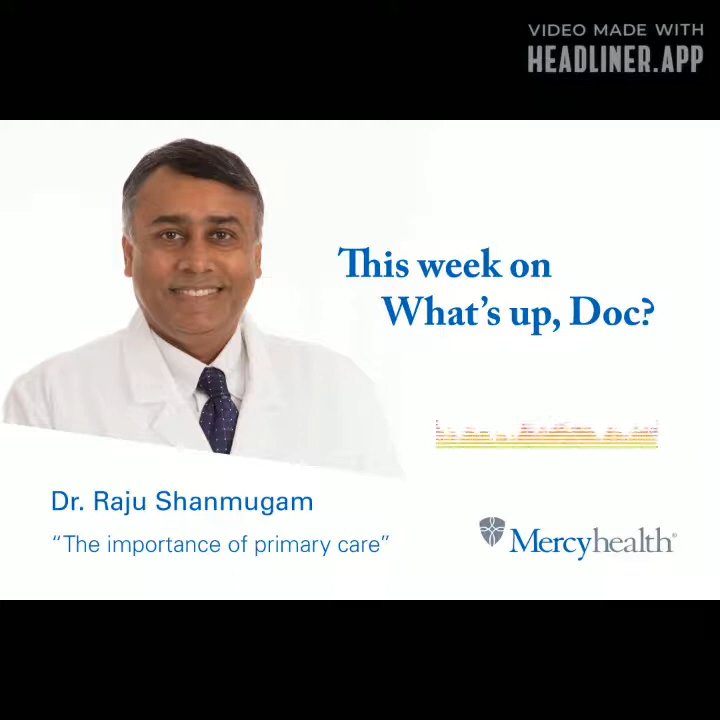 VIDEO MADE WITH
HEADLINER.APP
This week on
What's up, Doc?
Dr. Raju Shanmugam
“The importance of primary care”
Mercyhealth®